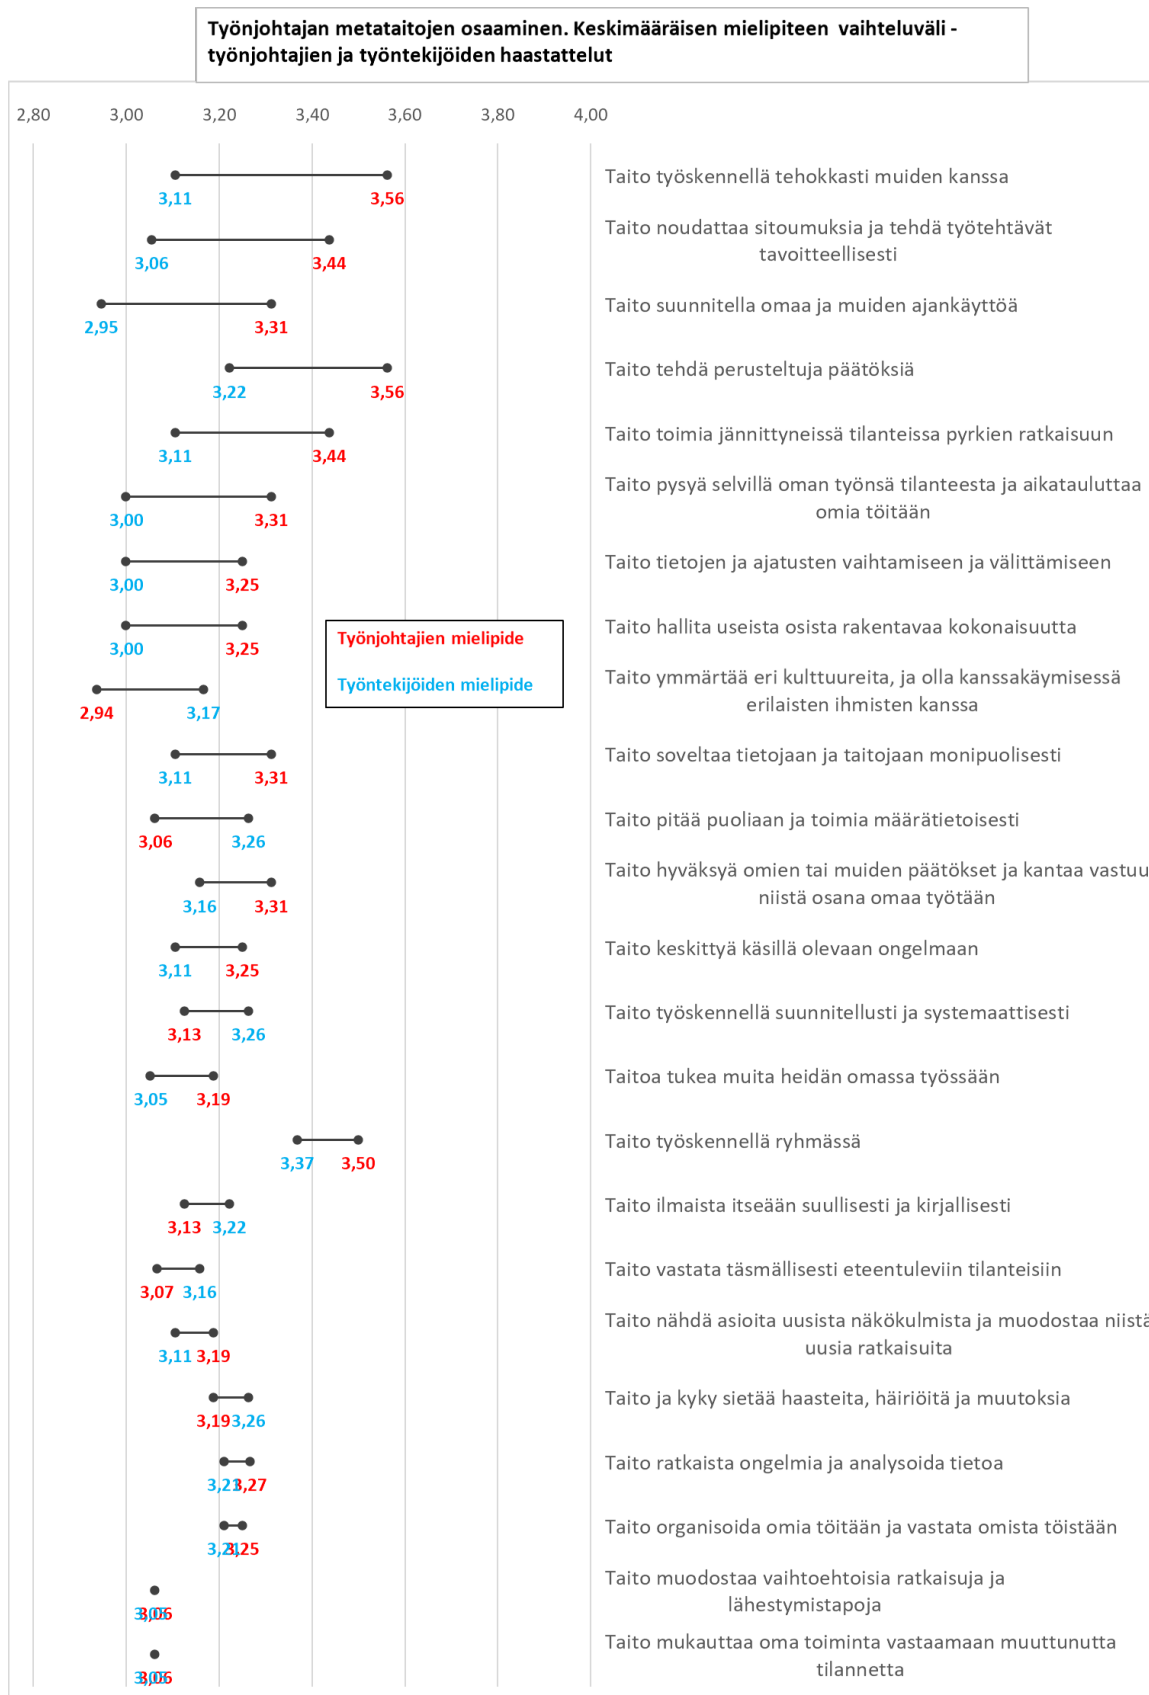 Työnjohtajan metataitojen osaaminen. Keskimääräisen mielipiteen vaihteluväli -
työnjohtajien ja työntekijöiden haastattelut
2,80 3,00 3,20 3,40 3,60 3,80 4,00
Taito työskennellä tehokkasti muiden kanssa
3,11 3,56
Taito noudattaa sitoumuksia ja tehdä työtehtävät
tavoitteellisesti
3,06 3,44
Taito suunnitella omaa ja muiden ajankäyttöä
2,95 3,31
Taito tehdä perusteltuja päätöksiä
3,22 3,56
Taito toimia jännittyneissä tilanteissa pyrkien ratkaisuun
3,11 3,44
Taito pysyä selvillä oman työnsä tilanteesta ja aikatauluttaa
omia töitään
3,00 3,31
Taito tietojen ja ajatusten vaihtamiseen ja välittämiseen
3,00 3,25
Taito hallita useista osista rakentavaa kokonaisuutta
3,00 3,25
Työnjohtajien mielipide
Työntekijöiden mielipide
Taito ymmärtää eri kulttuureita, ja olla kanssakäymisessä
erilaisten ihmisten kanssa
2,94 3,17
Taito soveltaa tietojaan ja taitojaan monipuolisesti
3,11 3,31
Taito pitää puoliaan ja toimia määrätietoisesti
3,06 3,26
Taito hyväksyä omien tai muiden päätökset ja kantaa vastuu
niistä osana omaa työtään
3,16 3,31
Taito keskittyä käsillä olevaan ongelmaan
3,11 3,25
Taito työskennellä suunnitellusti ja systemaattisesti
3,13 3,26
Taitoa tukea muita heidän omassa työssään
3,05 3,19
Taito työskennellä ryhmässä
3,37 3,50
Taito ilmaista itseään suullisesti ja kirjallisesti
3,13 3,22
Taito vastata täsmällisesti eteentuleviin tilanteisiin
3,07 3,16
Taito nähdä asioita uusista näkökulmista ja muodostaa niistä
uusia ratkaisuita
3,11 3,19
Taito ja kyky sietää haasteita, häiriöitä ja muutoksia
3,19 3,26
Taito ratkaista ongelmia ja analysoida tietoa
3,21 3,27
Taito organisoida omia töitään ja vastata omista töistään
3,21 3,25
Taito muodostaa vaihtoehtoisia ratkaisuja ja
lähestymistapoja
Taito mukauttaa oma toiminta vastaamaan muuttunutta
tilannetta